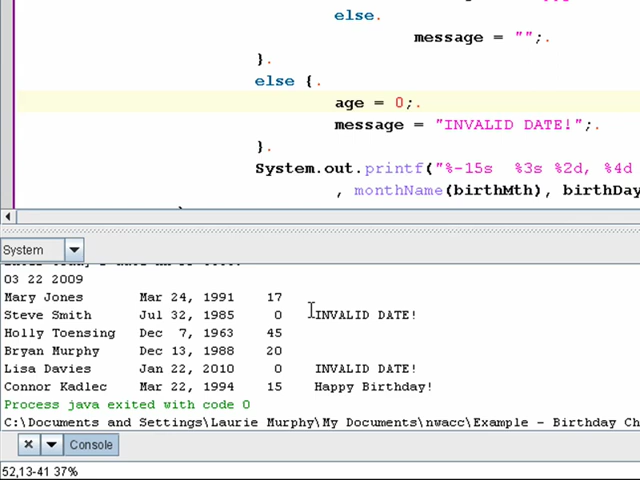 else.
message = "";.
}.
else {.
age = 0;.
message = "INVALID DATE!";.
}.
System.out.printf("%-15s  %3s %2d, %4d
, monthName(birthMth), birthDay
System
03 22 2009
Mary Jones Mar 24, 1991 17
Steve Smith Jul 32, 1985 0 INVALID DATE!
Holly Toensing Dec 7, 1963 45
Bryan Murphy Dec 13, 1988 20
Lisa Davies Jan 22, 2010 0 INVALID DATE!
Connor Kadlec Mar 22, 1994 15 Happy Birthday!
Process java exited with code 0
C:\Documents and Settings\Laurie Murphy\My Documents\nwacc\Example - Birthday Ch
Console
52,13-41 37%